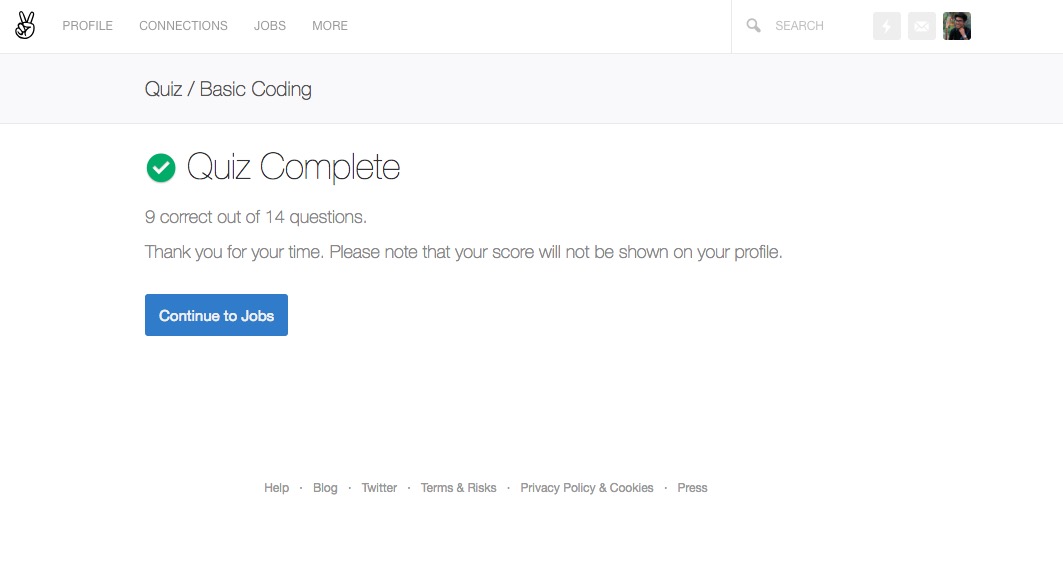 PROFILE CONNECTIONS JOBS MORE SEARCH
Quiz / Basic Coding
Quiz Complete
9 correct out of 14 questions.
Thank you for your time. Please note that your score will not be shown on your profile.
Continue to Jobs
Help · Blog · Twitter · Terms & Risks · Privacy Policy & Cookies · Press